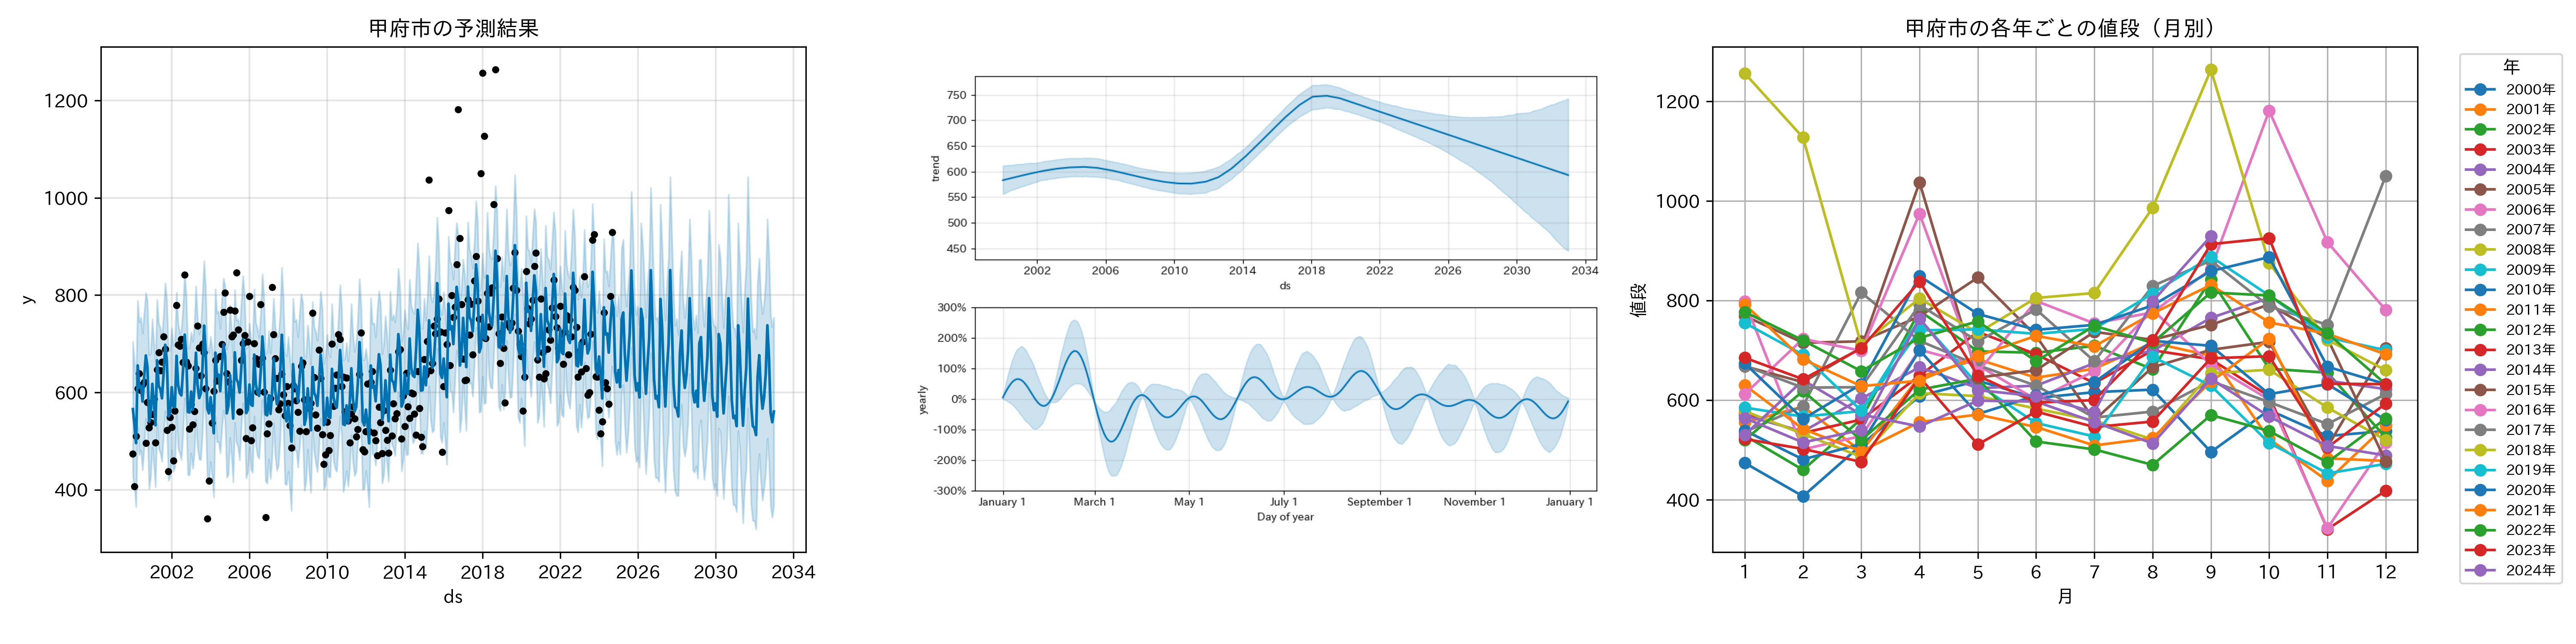 甲府市の予測結果
y
1200
1000
800
600
400
2002 2006 2010 2014 2018 2022 2026 2030 2034
ds
trend
750
700
650
600
550
500
450
2002 2006 2010 2014 2018 2022 2026 2030 2034
ds
yearly
300%
200%
100%
0%
-100%
-200%
-300%
January 1 March 1 May 1 July 1 September 1 November 1 January 1
Day of year
甲府市の各年ごとの値段（月別）
値段
1200
1000
800
600
400
1 2 3 4 5 6 7 8 9 10 11 12
月
年
2000年
2001年
2002年
2003年
2004年
2005年
2006年
2007年
2008年
2009年
2010年
2011年
2012年
2013年
2014年
2015年
2016年
2017年
2018年
2019年
2020年
2021年
2022年
2023年
2024年